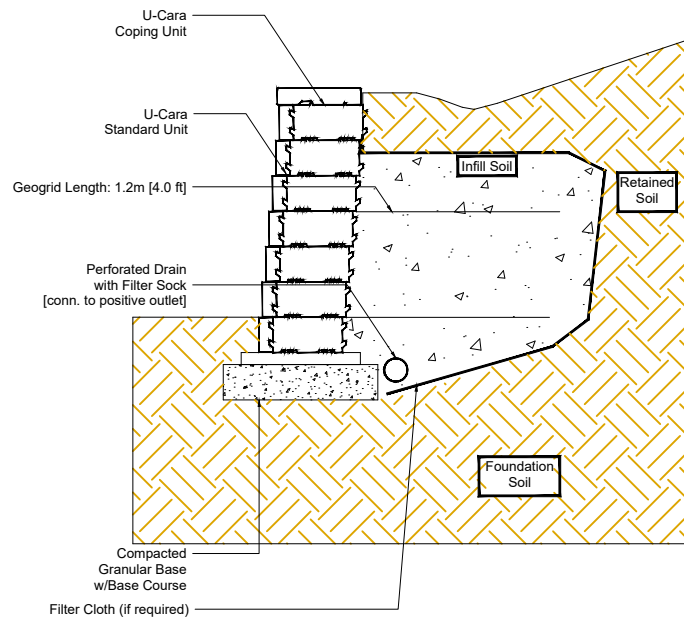 U-Cara
Coping Unit
U-Cara
Standard Unit
Infill Soil
Geogrid Length: 1.2m [4.0 ft]
Retained
Soil
Perforated Drain
with Filter Sock
[conn. to positive outlet]
Foundation
Soil
Compacted
Granular Base
w/Base Course
Filter Cloth (if required)